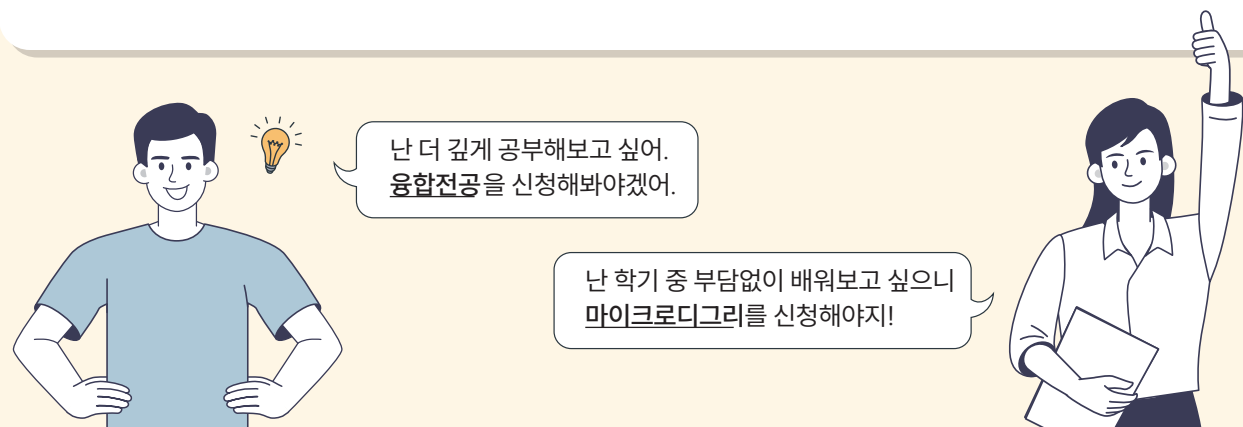 난 더 깊게 공부해보고 싶어.
융합전공을 신청해봐야겠어.
난 학기 중 부담없이 배워보고 싶으니
마이크로디그리를 신청해야지!